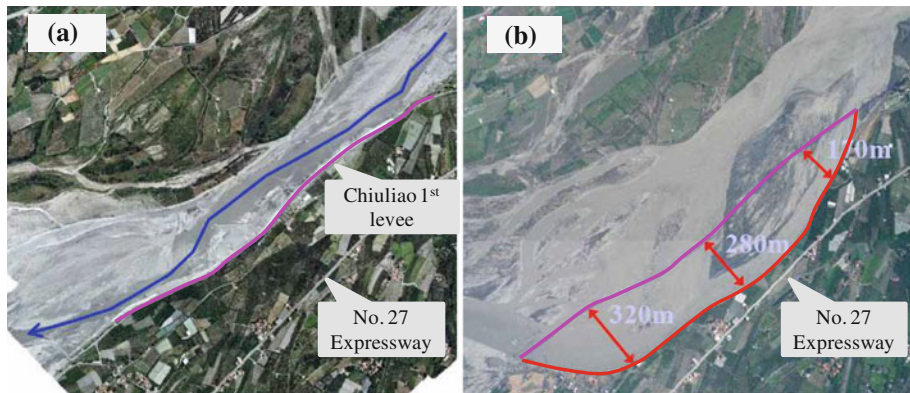 (a)
Chiuliao 1st
levee
No. 27
Expressway
(b)
280m
320m
No. 27
Expressway